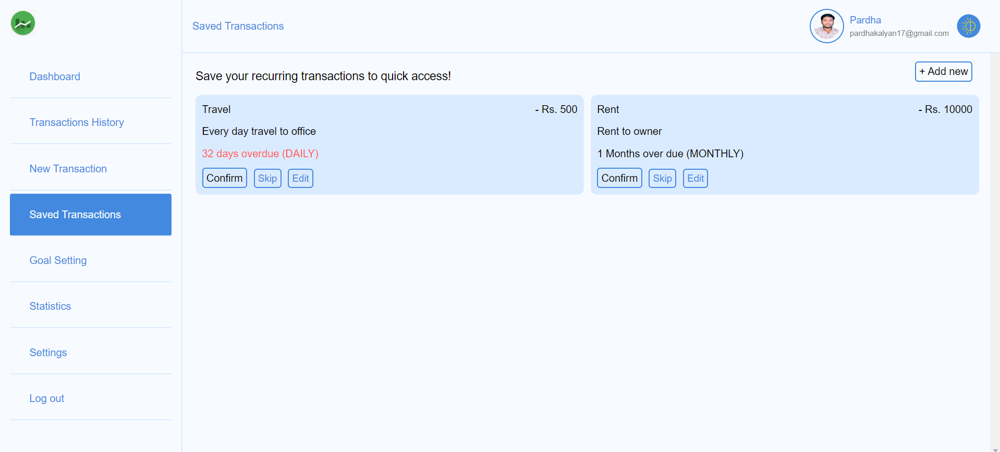 Saved Transactions
Pardha
pardhakalyan17@gmail.com
Dashboard
Transactions History
New Transaction
Saved Transactions
Goal Setting
Statistics
Settings
Log out
Save your recurring transactions to quick access!
+ Add new
Travel - Rs. 500
Every day travel to office
32 days overdue (DAILY)
Confirm Skip Edit
Rent - Rs. 10000
Rent to owner
1 Months over due (MONTHLY)
Confirm Skip Edit